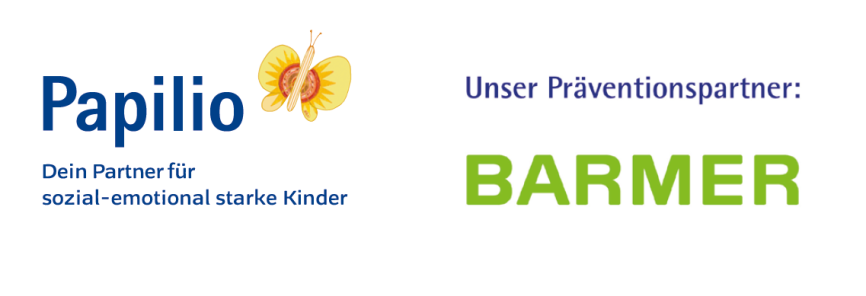 Papilio
Dein Partner für
sozial-emotional starke Kinder
Unser Präventionspartner:
BARMER